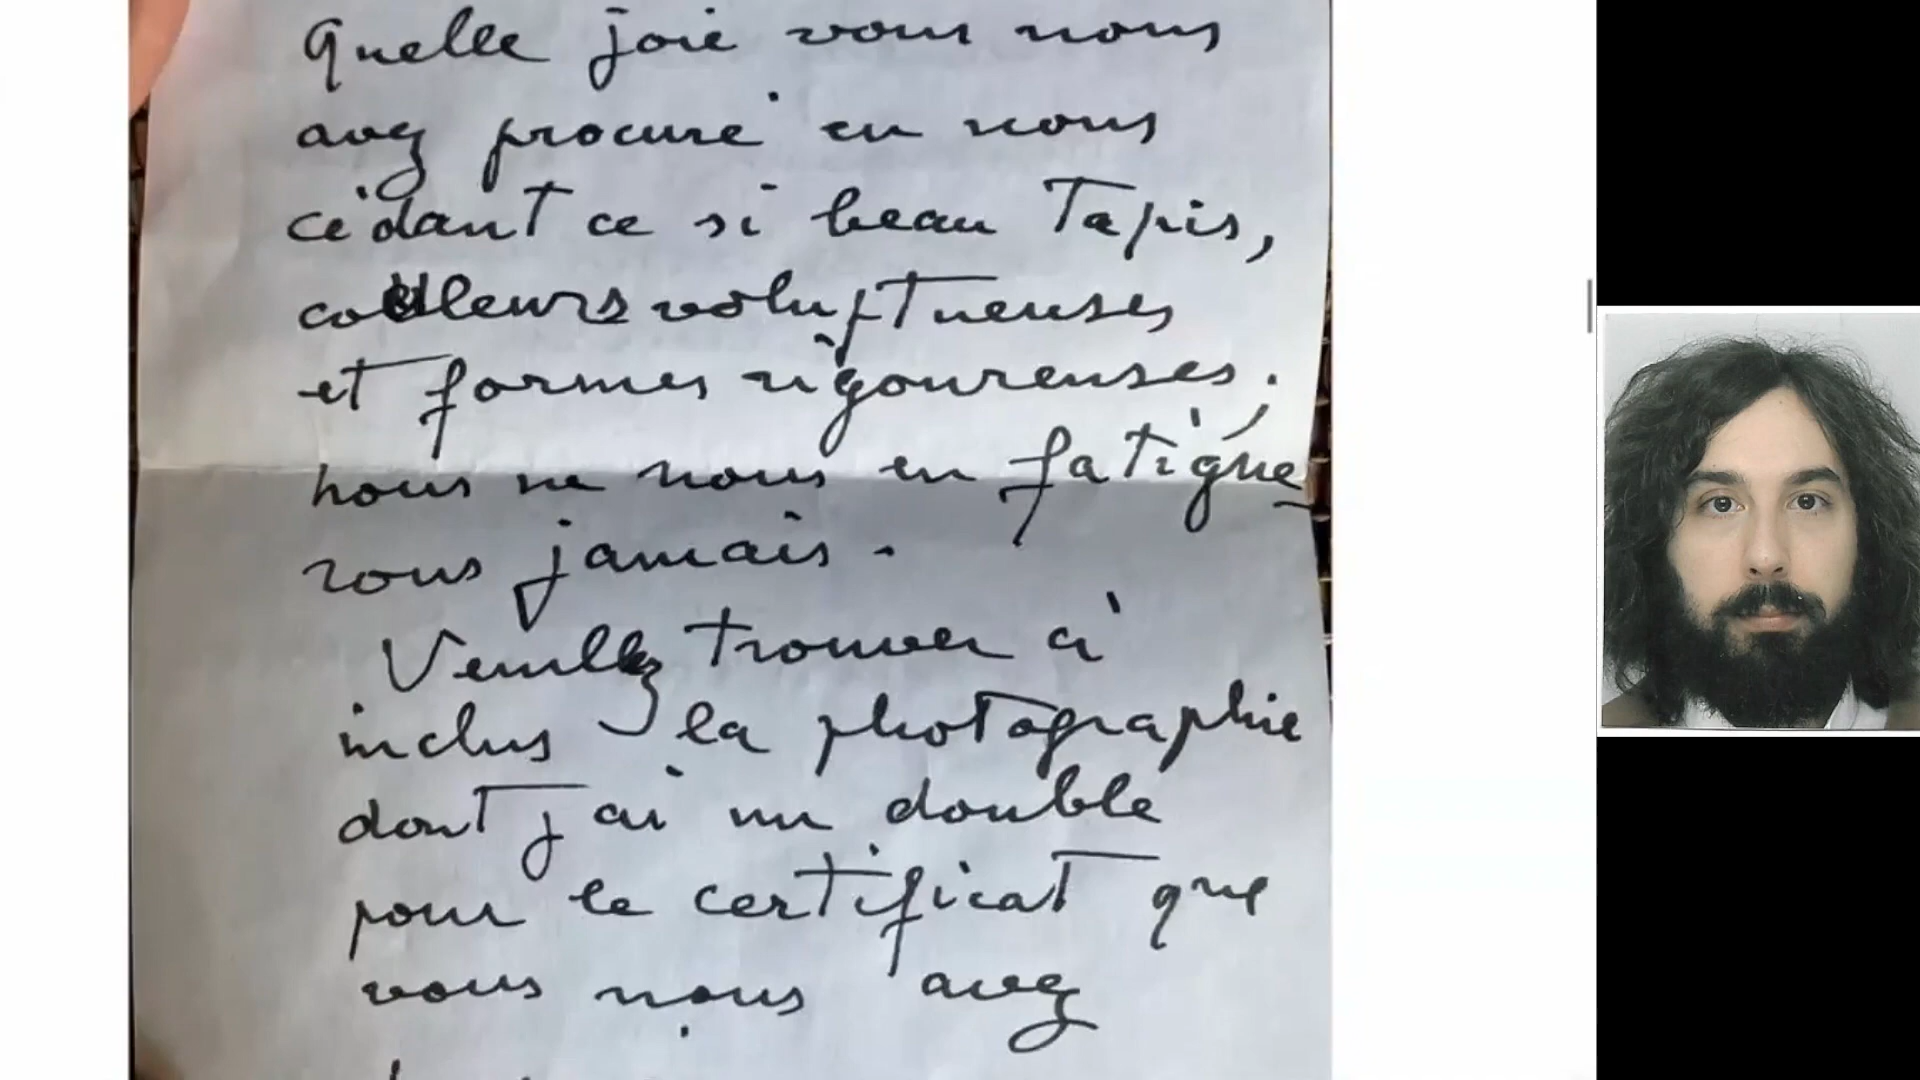 Quelle joie vous nous
avez procuré en nous
cédant ce si beau Tapis,
couleurs voluptueuses
et formes rigoureuses.
nous ne nous en fatigue
rons jamais.
Veuillez trouver ci
inclus la photographie
dont j'ai un double
pour le certificat que
vous nous avez